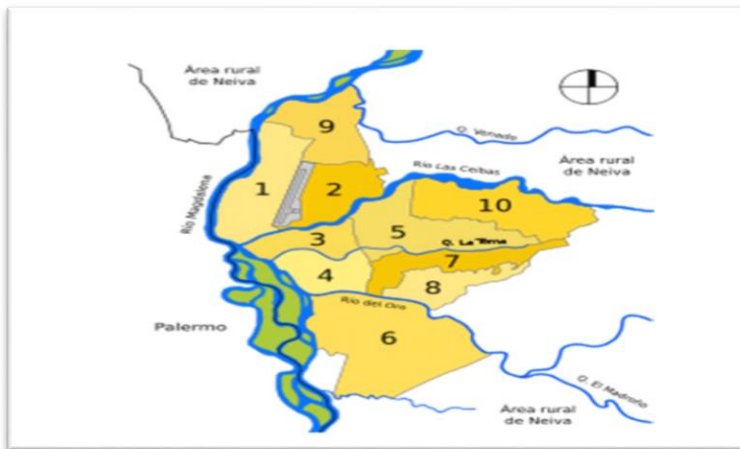 Área rural
de Neiva
9
Q. Venado
Río Las Ceibas
Área rural
de Neiva
1
2
10
Río Magdalena
3
5
Q. La Toma
7
4
8
Río del Oro
Palermo
6
Q. El Madroño
Área rural
de Neiva